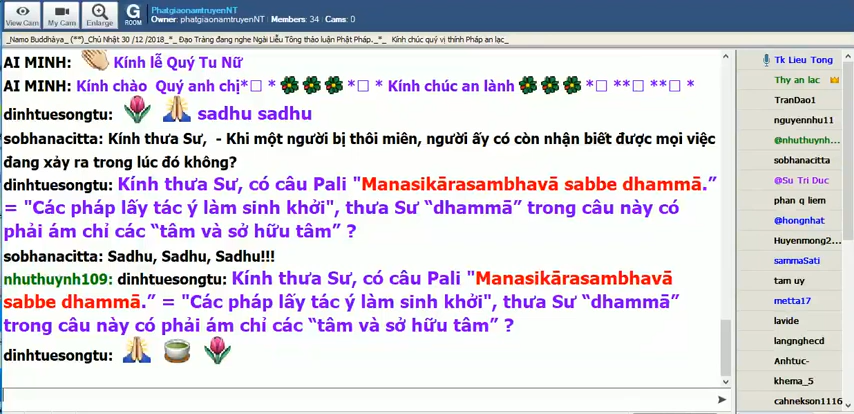 View Cam
My Cam
Enlarge
G
ROOM
PhatgiaonamtruyenNT
Owner: phatgiaonamtruyenNT | Members: 34 | Cams: 0
_Namo Buddhàya_ (**)_Chủ Nhật 30 /12 /2018_*_ Đạo Tràng đang nghe Ngài Liễu Tông thảo luận Phật Pháp._*_ Kính chúc quý vị thính Pháp an lạc_
AI MINH: Kính lễ Quý Tu Nữ
AI MINH: Kính chào Quý anh chị*□ * *□ * Kính chúc an lành *□ **□ **□ *
dinhtuesongtu: sadhu sadhu
sobhanacitta: Kính thưa Sư, - Khi một người bị thôi miên, người ấy có còn nhận biết được mọi việc
đang xảy ra trong lúc đó không?
dinhtuesongtu: Kính thưa Sư, có câu Pali "Manasikārasambhavā sabbe dhammā.”
= "Các pháp lấy tác ý làm sinh khởi", thưa Sư “dhammā” trong câu này có
phải ám chỉ các “tâm và sở hữu tâm” ?
sobhanacitta: Sadhu, Sadhu, Sadhu!!!
nhuthuynh109: dinhtuesongtu: Kính thưa Sư, có câu Pali "Manasikārasambhavā
sabbe dhammā.” = "Các pháp lấy tác ý làm sinh khởi", thưa Sư “dhammā”
trong câu này có phải ám chỉ các “tâm và sở hữu tâm” ?
dinhtuesongtu:
Tk Lieu Tong
Thy an lac
TranDao1
nguyennhu11
@nhuthuynh...
sobhanacitta
@Su Tri Duc
phan q liem
@hongnhat
Huyenmong2...
sammaSati
tam uy
metta17
lavide
langnghecd
Anhtuc-
khema_5
cahnekson1116